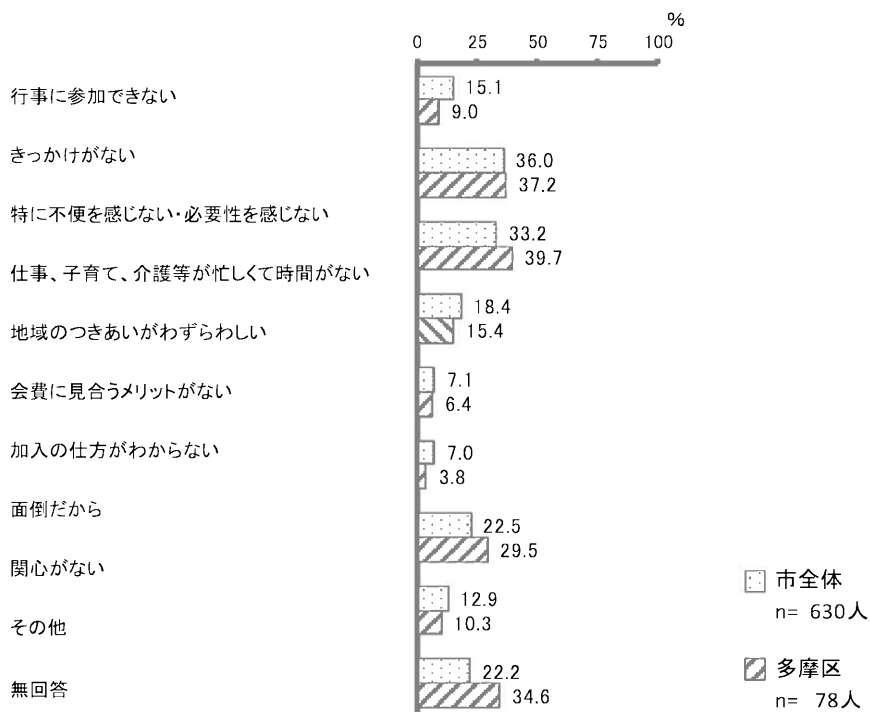 %
0 25 50 75 100
行事に参加できない
15.1
9.0
きっかけがない
36.0
37.2
特に不便を感じない・必要性を感じない
33.2
39.7
仕事、子育て、介護等が忙しくて時間がない
18.4
15.4
地域のつきあいがわずらわしい
会費に見合うメリットがない
7.1
6.4
加入の仕方がわからない
7.0
3.8
面倒だから
22.5
29.5
関心がない
12.9
10.3
その他
無回答
22.2
34.6
市全体
n= 630人
多摩区
n= 78人